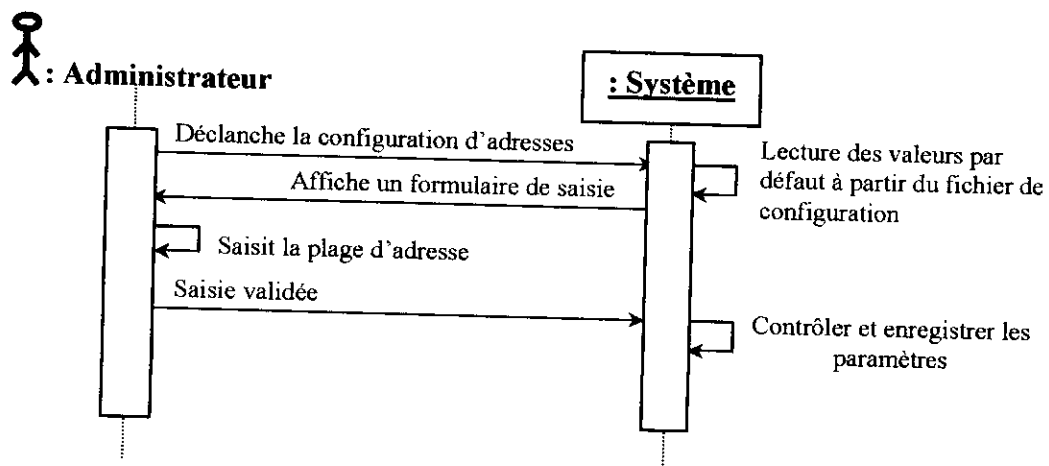 : Administrateur
: Système
Déclanche la configuration d'adresses
Lecture des valeurs par
défaut à partir du fichier de
configuration
Affiche un formulaire de saisie
Saisit la plage d'adresse
Saisie validée
Contrôler et enregistrer les
paramètres